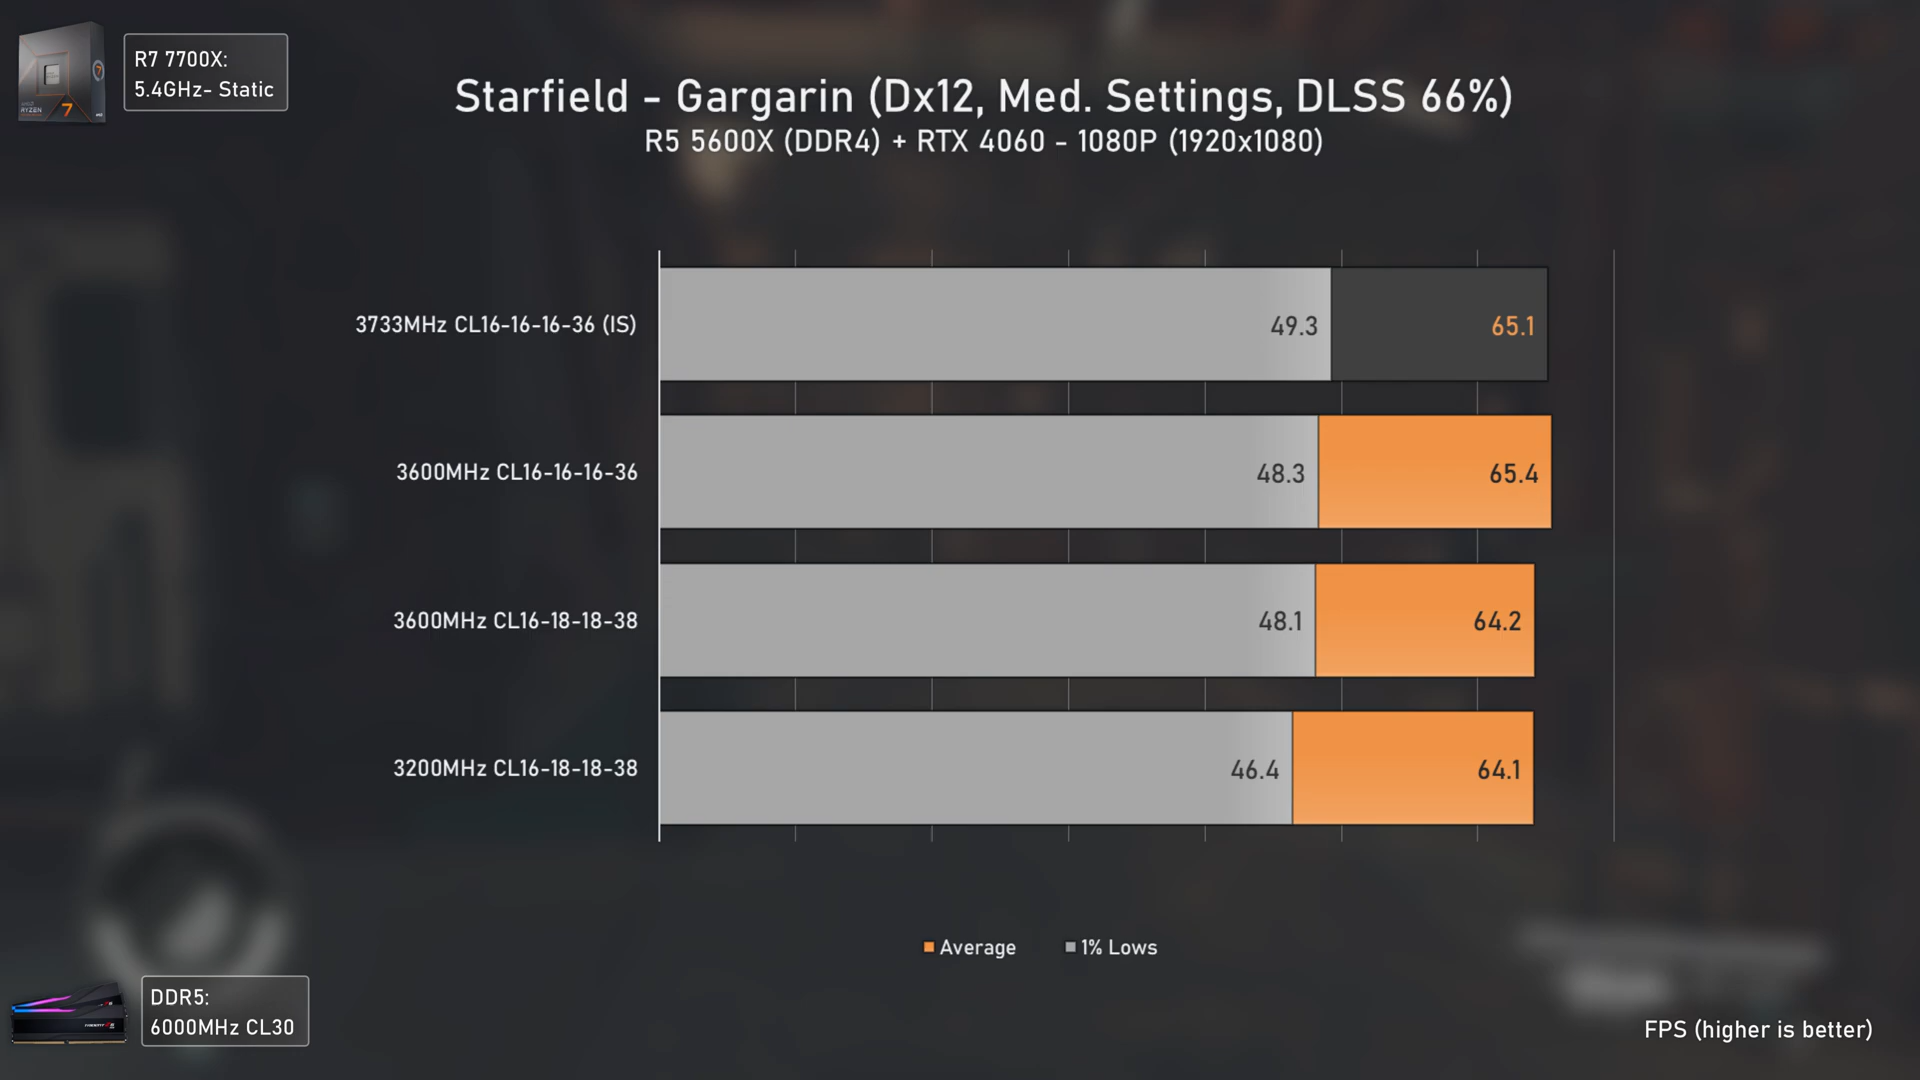 R7 7700X:
5.4GHz- Static
Starfield - Gargarin (Dx12, Med. Settings, DLSS 66%)
R5 5600X (DDR4) + RTX 4060 - 1080P (1920x1080)
3733MHz CL16-16-16-36 (IS)
49.3
65.1
3600MHz CL16-16-16-36
48.3
65.4
3600MHz CL16-18-18-38
48.1
64.2
3200MHz CL16-18-18-38
46.4
64.1
Average
1% Lows
RYZEN
7
DDR5:
6000MHz CL30
FPS (higher is better)